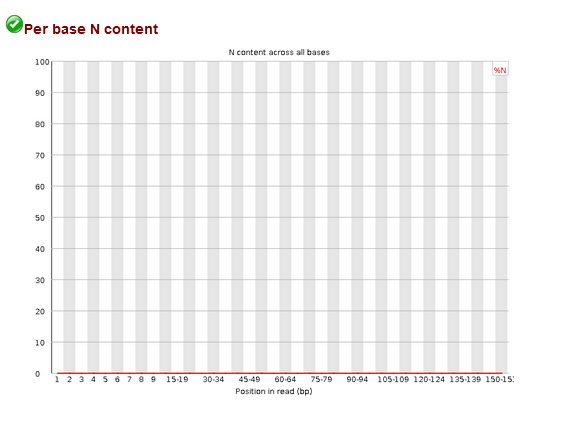 Per base N content
N content across all bases
%N
100
90
80
70
60
50
40
30
20
10
0
1 2 3 4 5 6 7 8 9 15-19 30-34 45-49 60-64 75-79 90-94 105-109 120-124 135-139 150-15
Position in read (bp)